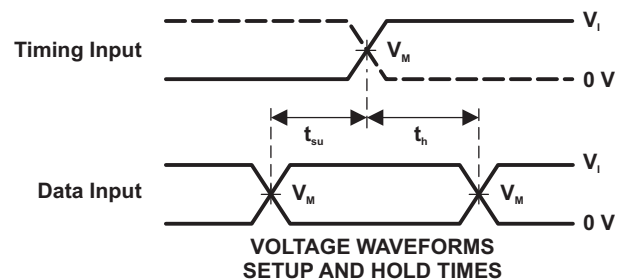 V_I
Timing Input
V_M
0 V
t_su
t_h
V_I
Data Input
V_M
V_M
0 V
VOLTAGE WAVEFORMS
SETUP AND HOLD TIMES